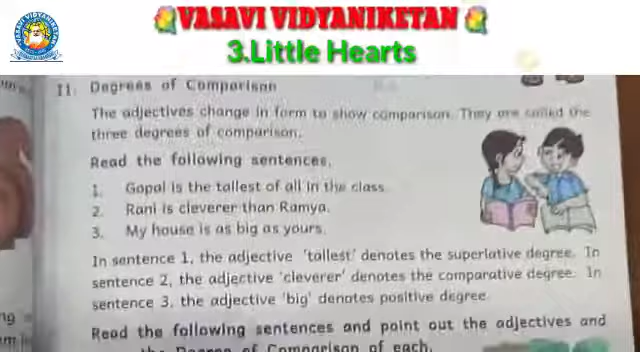 VASAVI VIDYANIKETAN
3.Little Hearts
II. Degrees of Comparison
The adjectives change in form to show comparison. They are called the
three degrees of comparison.
Read the following sentences.
1. Gopal is the tallest of all in the class.
2. Rani is cleverer than Ramya.
3. My house is as big as yours.
In sentence 1, the adjective 'tallest' denotes the superlative degree. In
sentence 2, the adjective 'cleverer' denotes the comparative degree. In
sentence 3, the adjective 'big' denotes positive degree.
Read the following sentences and point out the adjectives and
the Degree of Comparison of each.